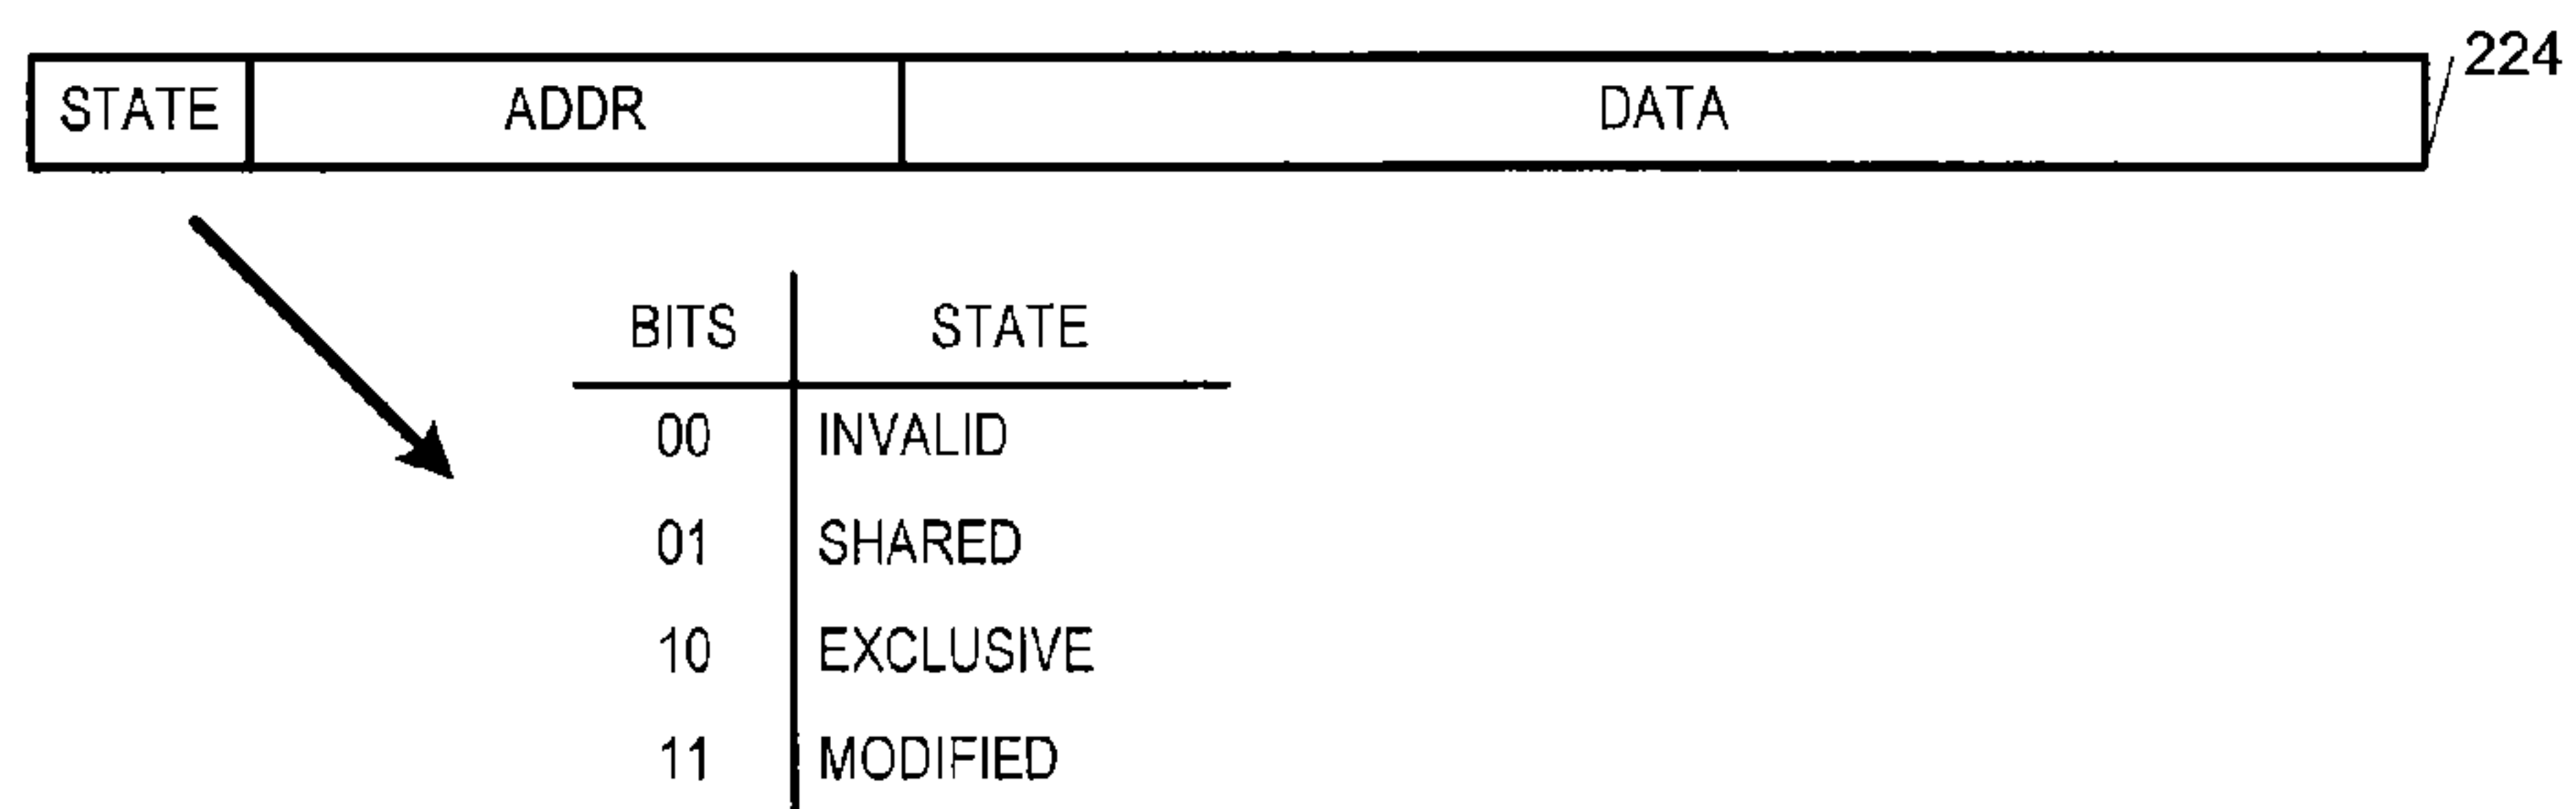 224
STATE ADDR DATA
BITS STATE
00 INVALID
01 SHARED
10 EXCLUSIVE
11 MODIFIED